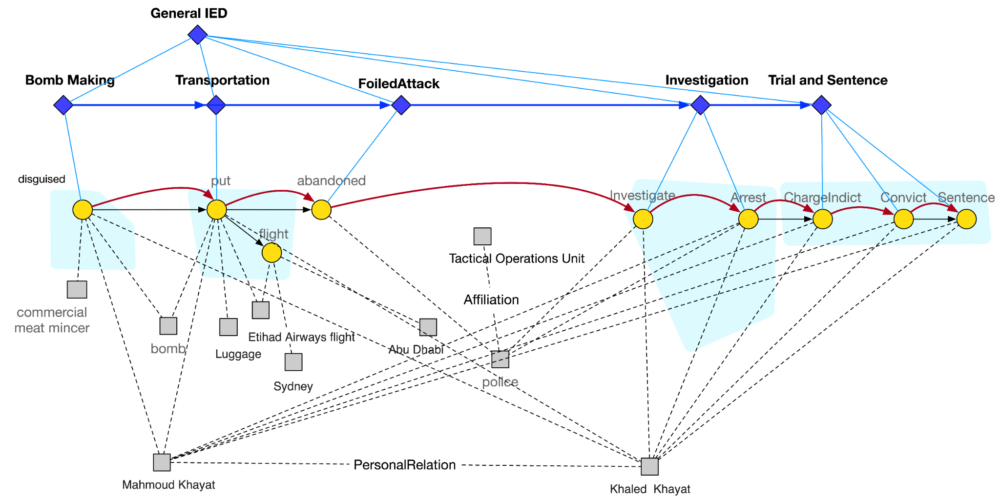 General IED
Bomb Making
Transportation
FoiledAttack
Investigation
Trial and Sentence
disguised
put
abandoned
Investigate
Arrest
ChargeIndict
Convict
Sentence
flight
Tactical Operations Unit
Affiliation
commercial
meat mincer
bomb
Luggage
Etihad Airways flight
Abu Dhabi
Sydney
police
PersonalRelation
Mahmoud Khayat
Khaled Khayat